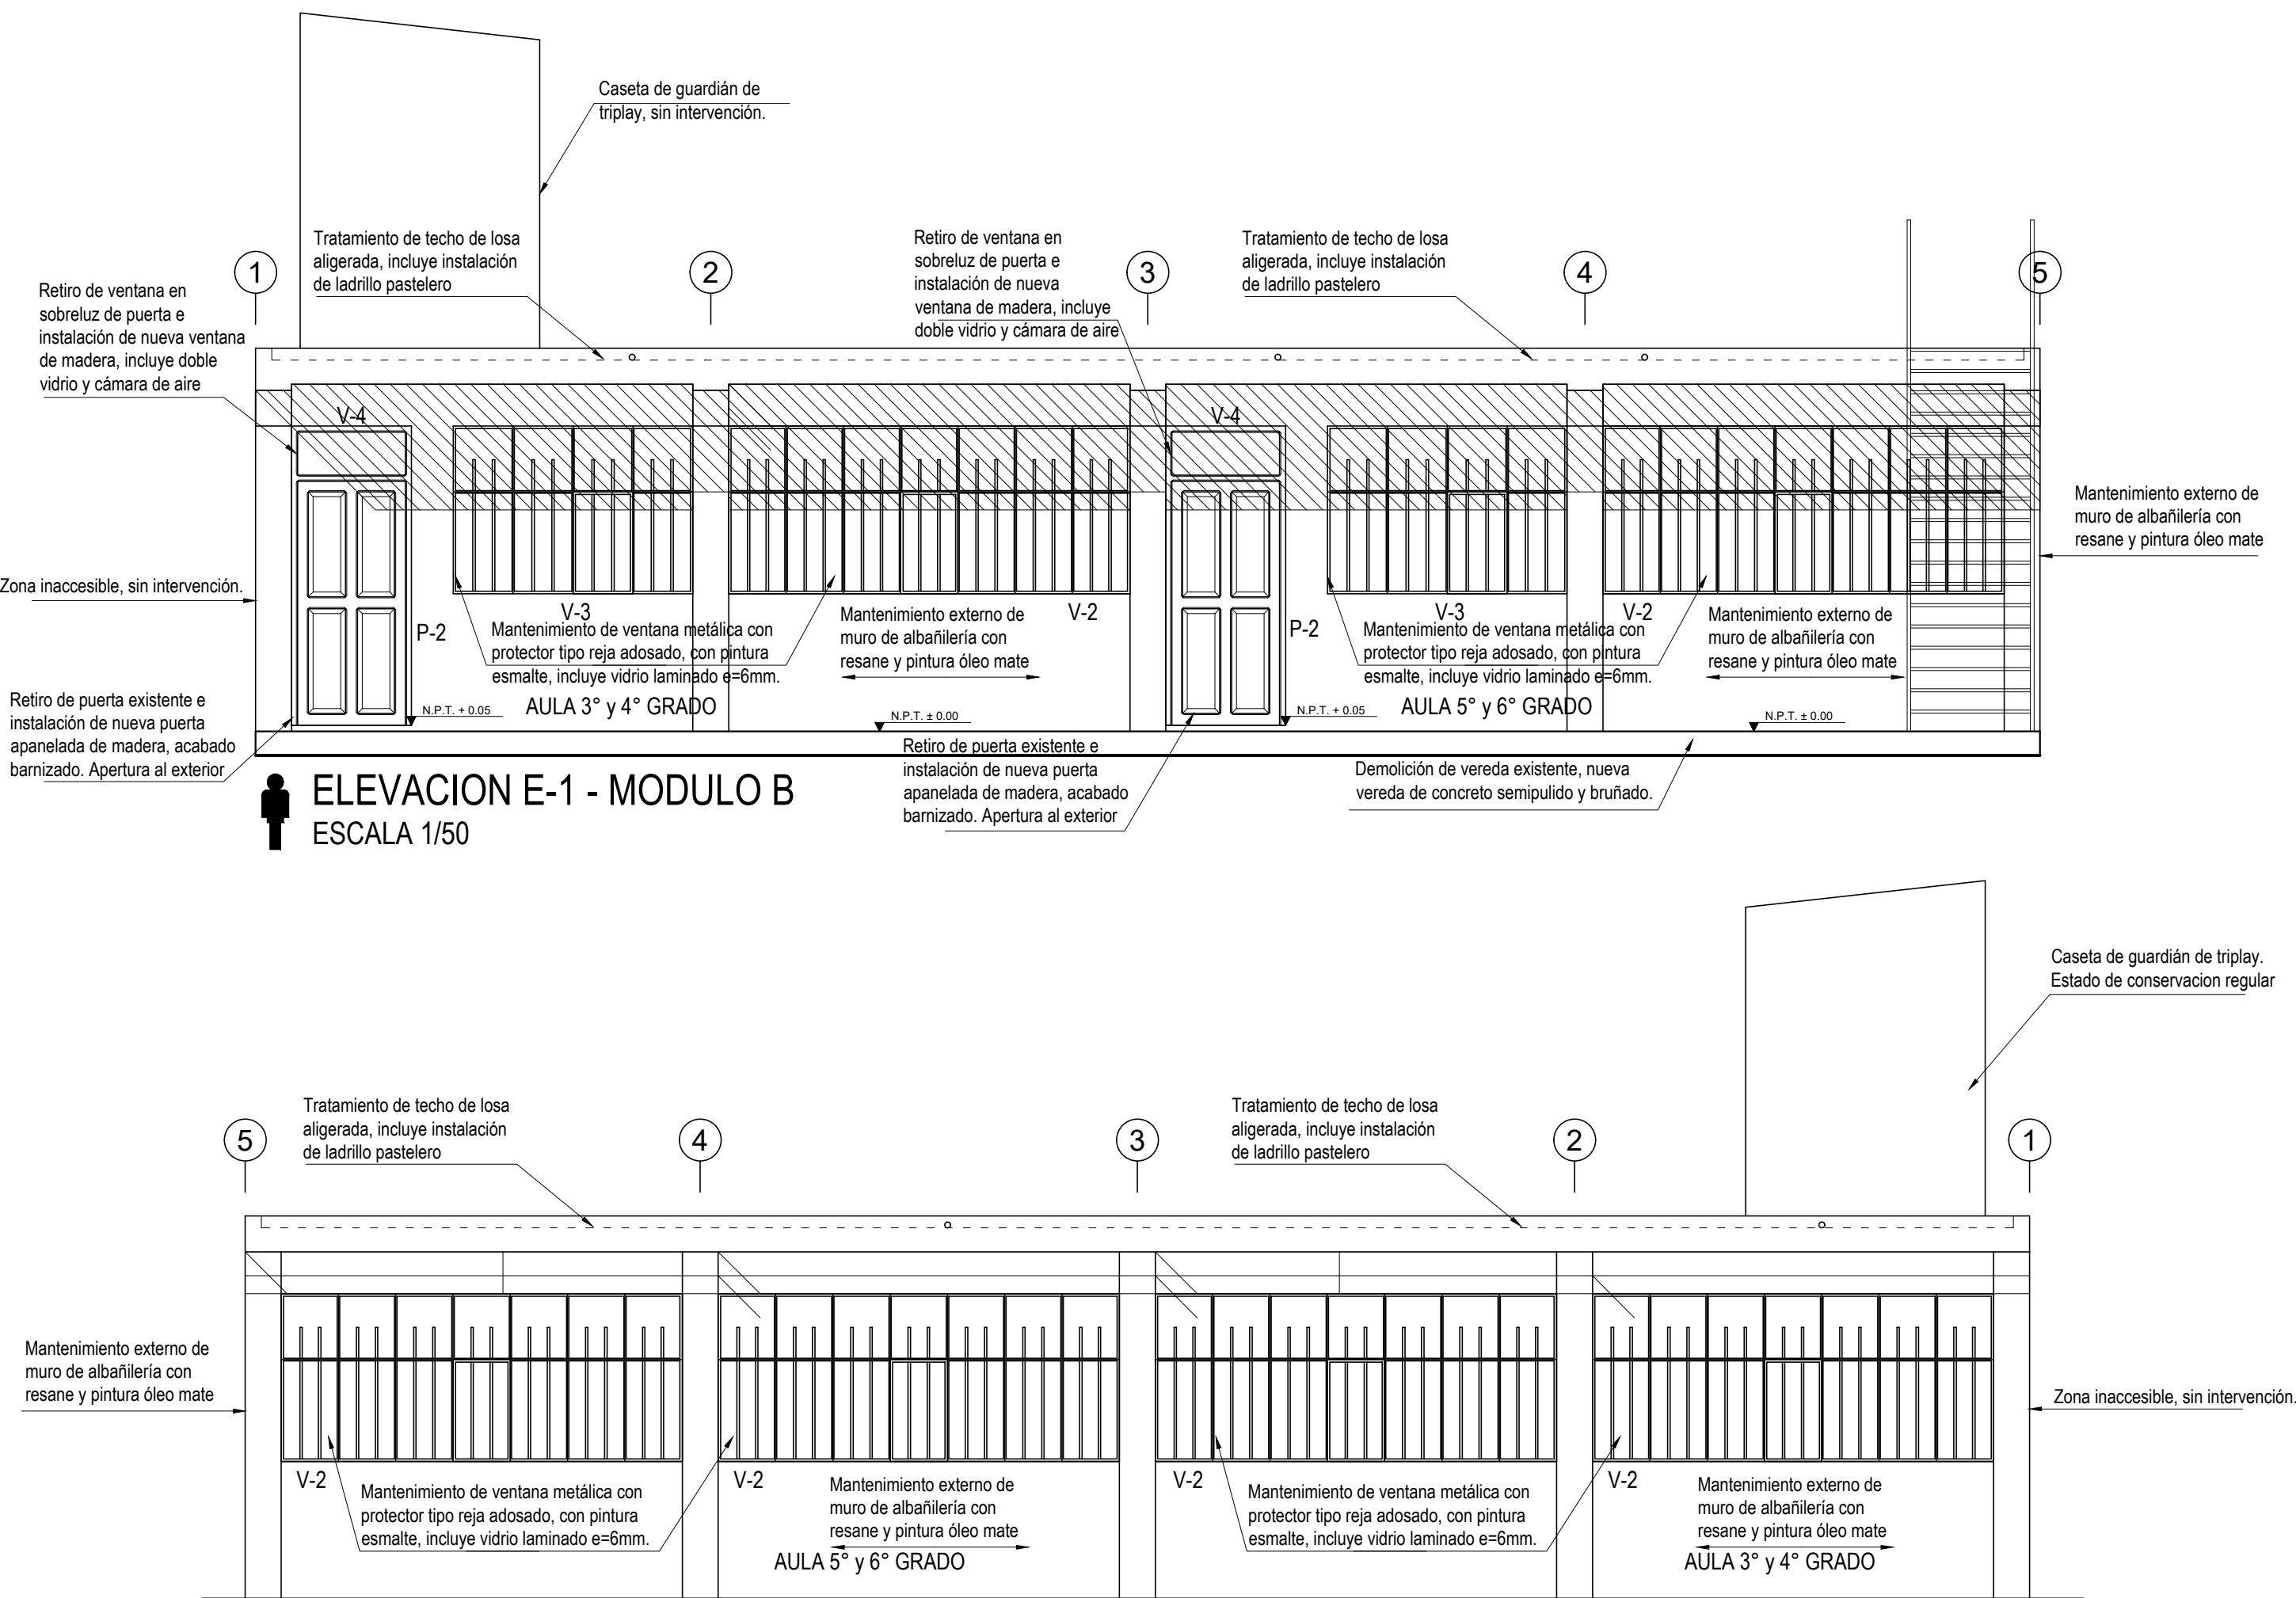 Caseta de guardián de
triplay, sin intervención.
Tratamiento de techo de losa
aligerada, incluye instalación
de ladrillo pastelero
Retiro de ventana en
sobreluz de puerta e
instalación de nueva
ventana de madera, incluye
doble vidrio y cámara de aire
Tratamiento de techo de losa
aligerada, incluye instalación
de ladrillo pastelero
1
2
3
4
5
Retiro de ventana en
sobreluz de puerta e
instalación de nueva ventana
de madera, incluye doble
vidrio y cámara de aire
V-4
V-4
Mantenimiento externo de
muro de albañilería con
resane y pintura óleo mate
Zona inaccesible, sin intervención.
P-2
V-3
Mantenimiento de ventana metálica con
protector tipo reja adosado, con pintura
esmalte, incluye vidrio laminado e=6mm.
AULA 3° y 4° GRADO
Mantenimiento externo de
muro de albañilería con
resane y pintura óleo mate
V-2
P-2
V-3
Mantenimiento de ventana metálica con
protector tipo reja adosado, con pintura
esmalte, incluye vidrio laminado e=6mm.
AULA 5° y 6° GRADO
V-2
Mantenimiento externo de
muro de albañilería con
resane y pintura óleo mate
N.P.T. + 0.05
N.P.T. ± 0.00
N.P.T. + 0.05
N.P.T. ± 0.00
Retiro de puerta existente e
instalación de nueva puerta
apanelada de madera, acabado
barnizado. Apertura al exterior
Retiro de puerta existente e
instalación de nueva puerta
apanelada de madera, acabado
barnizado. Apertura al exterior
Demolición de vereda existente, nueva
vereda de concreto semipulido y bruñado.
ELEVACION E-1 - MODULO B
ESCALA 1/50
Caseta de guardián de triplay.
Estado de conservacion regular
Tratamiento de techo de losa
aligerada, incluye instalación
de ladrillo pastelero
Tratamiento de techo de losa
aligerada, incluye instalación
de ladrillo pastelero
5
4
3
2
1
Mantenimiento externo de
muro de albañilería con
resane y pintura óleo mate
Zona inaccesible, sin intervención.
V-2
Mantenimiento de ventana metálica con
protector tipo reja adosado, con pintura
esmalte, incluye vidrio laminado e=6mm.
V-2
Mantenimiento externo de
muro de albañilería con
resane y pintura óleo mate
AULA 5° y 6° GRADO
V-2
Mantenimiento de ventana metálica con
protector tipo reja adosado, con pintura
esmalte, incluye vidrio laminado e=6mm.
V-2
Mantenimiento externo de
muro de albañilería con
resane y pintura óleo mate
AULA 3° y 4° GRADO